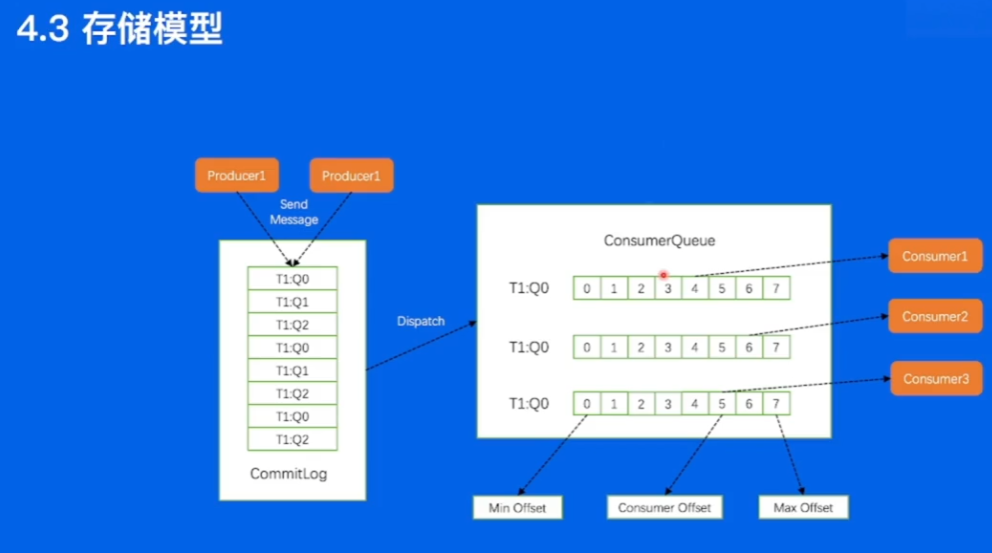 4.3 存储模型
Producer1
Producer1
Send
Message
T1:Q0
T1:Q1
T1:Q2
T1:Q0
T1:Q1
T1:Q2
T1:Q0
T1:Q2
CommitLog
Dispatch
ConsumerQueue
T1:Q0 0 1 2 3 4 5 6 7
T1:Q0 0 1 2 3 4 5 6 7
T1:Q0 0 1 2 3 4 5 6 7
Consumer1
Consumer2
Consumer3
Min Offset
Consumer Offset
Max Offset